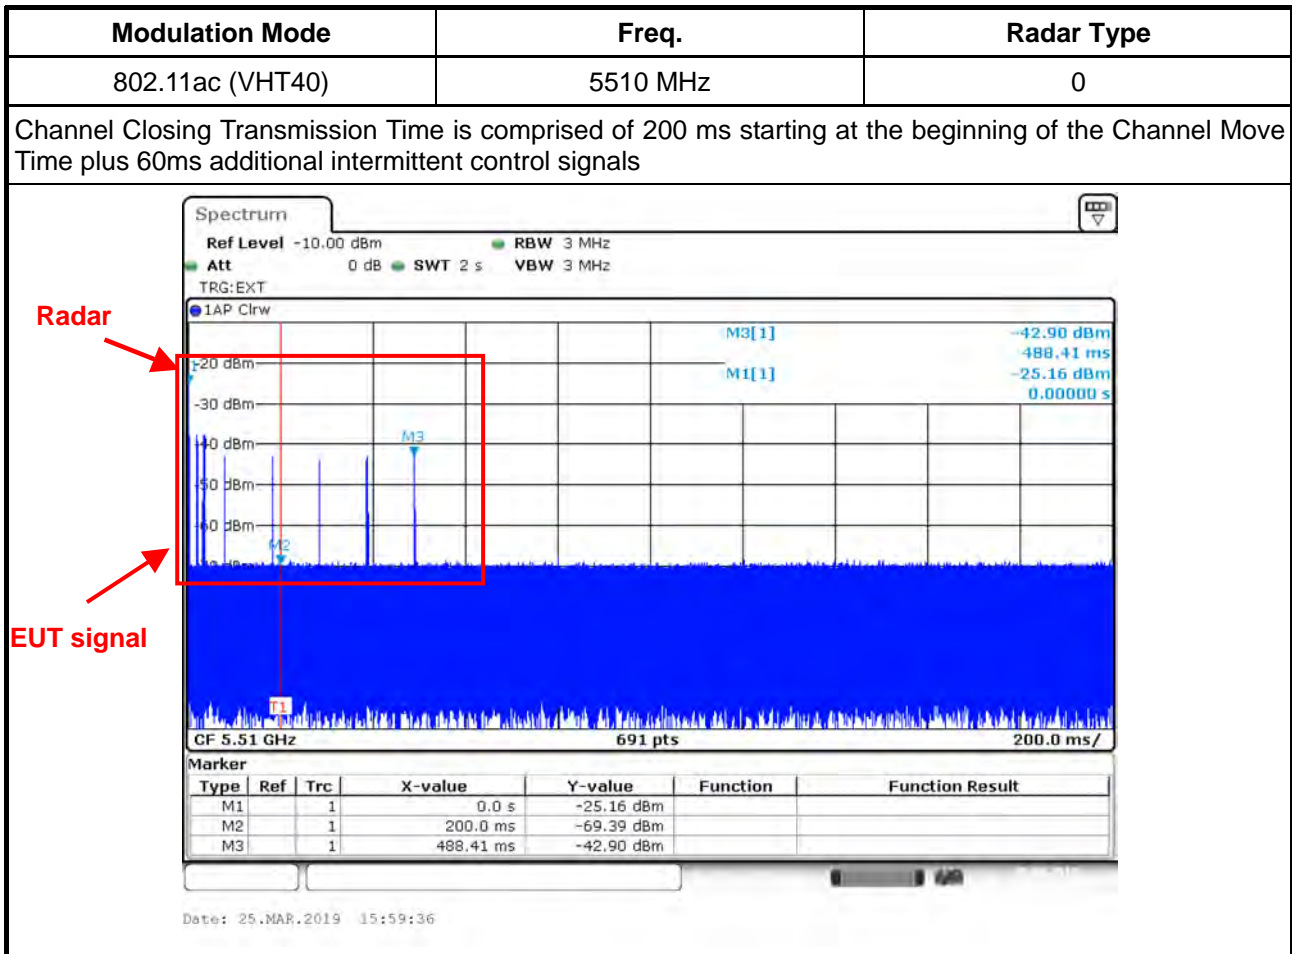 Modulation Mode Freq. Radar Type
802.11ac (VHT40) 5510 MHz 0
Channel Closing Transmission Time is comprised of 200 ms starting at the beginning of the Channel Move
Time plus 60ms additional intermittent control signals
Spectrum
Ref Level -10.00 dBm RBW 3 MHz
Att 0 dB SWT 2 s VBW 3 MHz
TRG:EXT
1AP Clrw
Radar
M3[1] -42.90 dBm
488.41 ms
-20 dBm
M1[1] -25.16 dBm
0.00000 s
-30 dBm
-40 dBm
M3
-50 dBm
-60 dBm
M2
EUT signal
T1
CF 5.51 GHz 691 pts 200.0 ms/
Marker
Type Ref Trc X-value Y-value Function Function Result
M1 1 0.0 s -25.16 dBm
M2 1 200.0 ms -69.39 dBm
M3 1 488.41 ms -42.90 dBm
Date: 25.MAR.2019 15:59:36